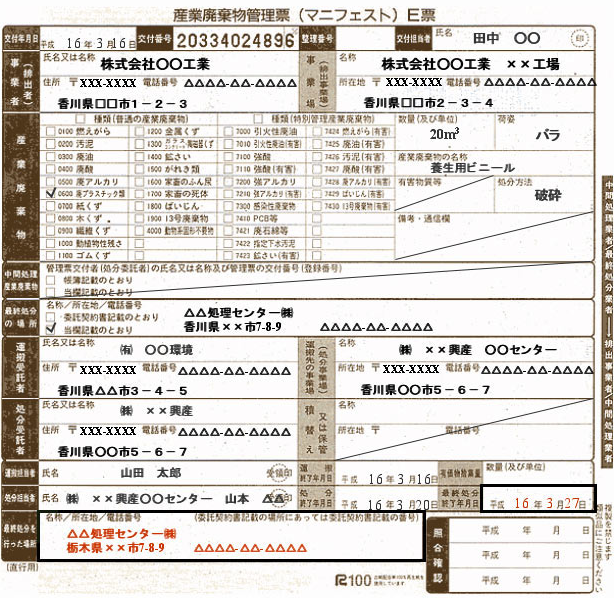 産業廃棄物管理票（マニフェスト）E票
交付年月日 平成 16年 3月16日 交付番号 20334024896 整理番号 交付担当者 氏名 田中 〇〇 印
事業者（排出者）
氏名又は名称
株式会社〇〇工業
住所 〒 XXX-XXXX 電話番号 △△△△-△△-△△△△
香川県□□市1－2－3
事業場（排出事業場）
名称
株式会社〇〇工業 ××工場
所在地 〒 XXX-XXXX 電話番号 △△△△-△△-△△△△
香川県□□市2－3－4
産業廃棄物
種類（普通の産業廃棄物）
0100 燃えがら
0200 汚泥
0300 廃油
0400 廃酸
0500 廃アルカリ
0600 廃プラスチック類
0700 紙くず
0800 木くず
0900 繊維くず
1000 動植物性残さ
1100 ゴムくず
1200 金属くず
1300 ガラス・陶磁器くず
1400 鉱さい
1500 がれき類
1600 家畜のふん尿
1700 家畜の死体
1800 ばいじん
1900 13号廃棄物
4000 動物系固形不要物
種類（特別管理産業廃棄物）
7000 引火性廃油
7010 引火性廃油(有害)
7100 強酸
7110 強酸(有害)
7200 強アルカリ
7210 強アルカリ(有害)
7300 感染性廃棄物
7410 PCB等
7421 廃石綿等
7422 指定下水汚泥
7423 鉱さい(有害)
7424 燃えがら(有害)
7425 廃油(有害)
7426 汚泥(有害)
7427 廃酸(有害)
7428 廃アルカリ(有害)
7429 ばいじん(有害)
7430 13号廃棄物(有害)
数量(及び単位)
20m³
荷姿
バラ
産業廃棄物の名称
養生用ビニール
有害物質等
処分方法
破砕
備考・通信欄
中間処理産業廃棄物
管理票交付者(処分委託者)の氏名又は名称及び管理票の交付番号(登録番号)
帳簿記載のとおり
当欄記載のとおり
最終処分の場所
名称／所在地／電話番号
委託契約書記載のとおり
当欄記載のとおり
△△処理センター㈱
香川県××市7-8-9 △△△△-△△-△△△△
運搬受託者
氏名又は名称
㈲ 〇〇環境
住所 〒 XXX-XXXX 電話番号 △△△△-△△-△△△△
香川県△△市3－4－5
運搬先の事業場（処分事業場）
名称
㈱ ××興産 〇〇センター
所在地 〒 XXX-XXXX 電話番号 △△△△-△△-△△△△
香川県〇〇市5－6－7
処分受託者
氏名又は名称
㈱ ××興産
住所 〒 XXX-XXXX 電話番号 △△△△-△△-△△△△
香川県〇〇市5－6－7
積替え又は保管
名称
所在地 〒 電話番号
運搬担当者 氏名 山田 太郎 受領印 運搬終了年月日 平成 16年 3月16日 有価物拾集量 数量(及び単位)
処分担当者 氏名 ㈱ ××興産〇〇センター 山本 △△ 受領印 処分終了年月日 平成 16年 3月20日 最終処分終了年月日 平成 16年 3月27日
最終処分を行った場所
名称／所在地／電話番号 (委託契約書記載の場所にあっては委託契約書記載の番号)
△△処理センター㈱
栃木県××市7-8-9 △△△△-△△-△△△△
照合確認
平成 年 月 日
平成 年 月 日
平成 年 月 日
(直行用)
R100
中間処理業者／最終処分業者―排出事業者／中間処理業者
複製を禁じます